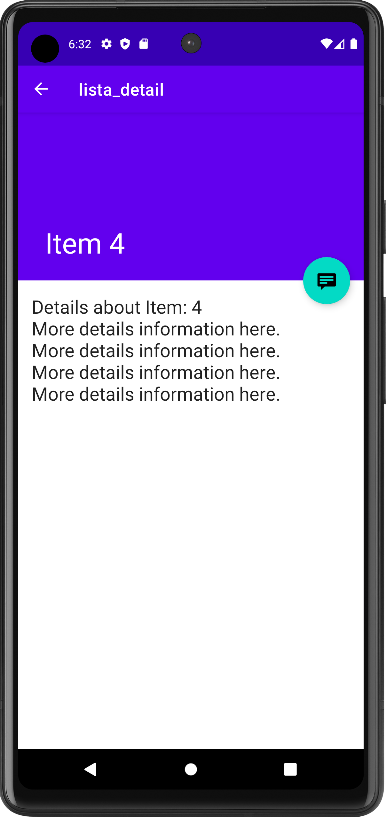 6:32
lista_detail
Item 4
Details about Item: 4
More details information here.
More details information here.
More details information here.
More details information here.